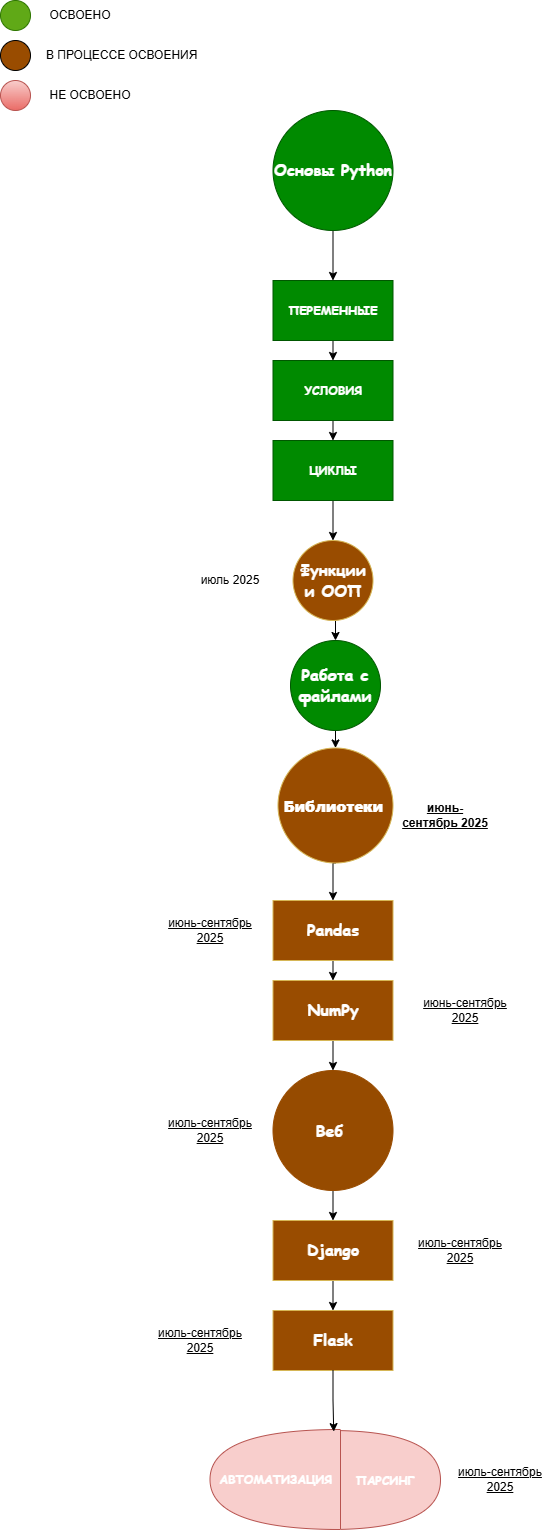 ОСВОЕНО
В ПРОЦЕССЕ ОСВОЕНИЯ
НЕ ОСВОЕНО
Основы Python
ПЕРЕМЕННЫЕ
УСЛОВИЯ
ЦИКЛЫ
июль 2025
Функции
и ООП
Работа с
файлами
Библиотеки
июнь-
сентябрь 2025
июнь-сентябрь
2025
Pandas
NumPy
июнь-сентябрь
2025
июль-сентябрь
2025
Веб
Django
июль-сентябрь
2025
июль-сентябрь
2025
Flask
АВТОМАТИЗАЦИЯ
ПАРСИНГ
июль-сентябрь
2025